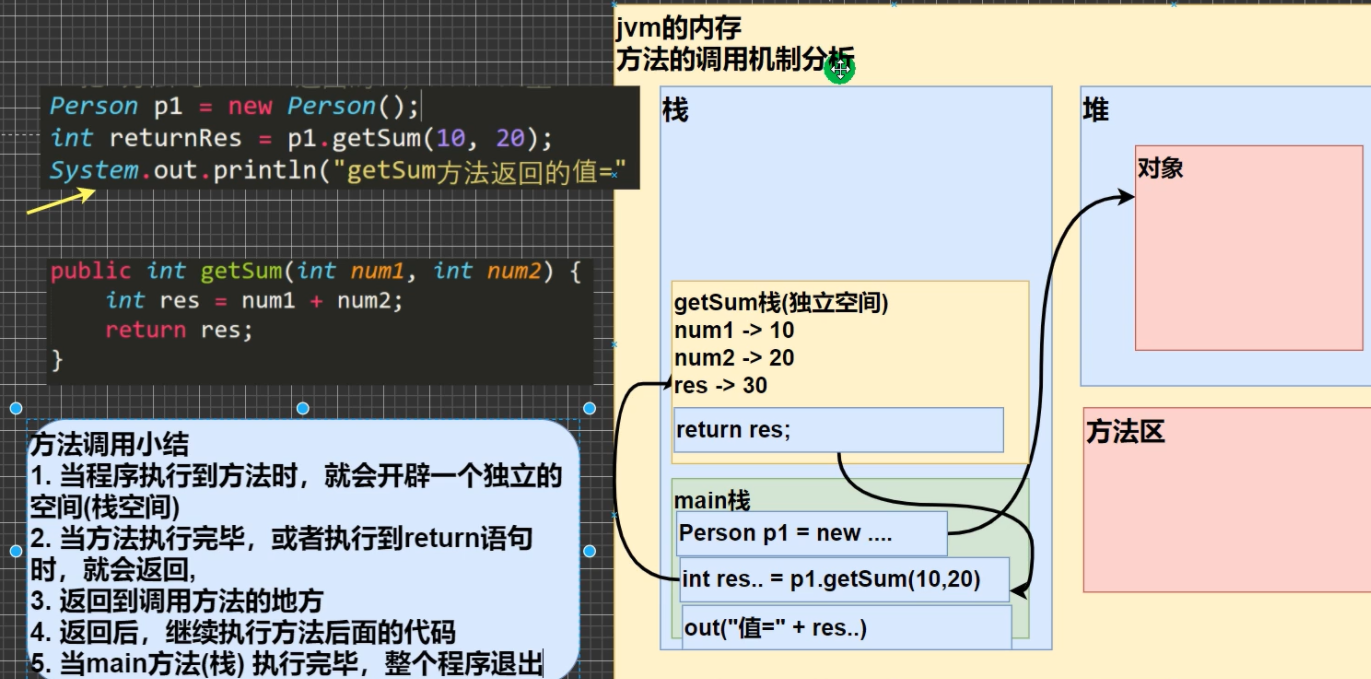 Person p1 = new Person();
int returnRes = p1.getSum(10, 20);
System.out.println("getSum方法返回的值="
public int getSum(int num1, int num2) {
int res = num1 + num2;
return res;
}
方法调用小结
1. 当程序执行到方法时，就会开辟一个独立的
空间(栈空间)
2. 当方法执行完毕，或者执行到return语句
时，就会返回,
3. 返回到调用方法的地方
4. 返回后，继续执行方法后面的代码
5. 当main方法(栈) 执行完毕，整个程序退出
jvm的内存
方法的调用机制分析
栈
getSum栈(独立空间)
num1 -> 10
num2 -> 20
res -> 30
return res;
main栈
Person p1 = new ....
int res.. = p1.getSum(10,20)
out("值=" + res..)
堆
对象
方法区